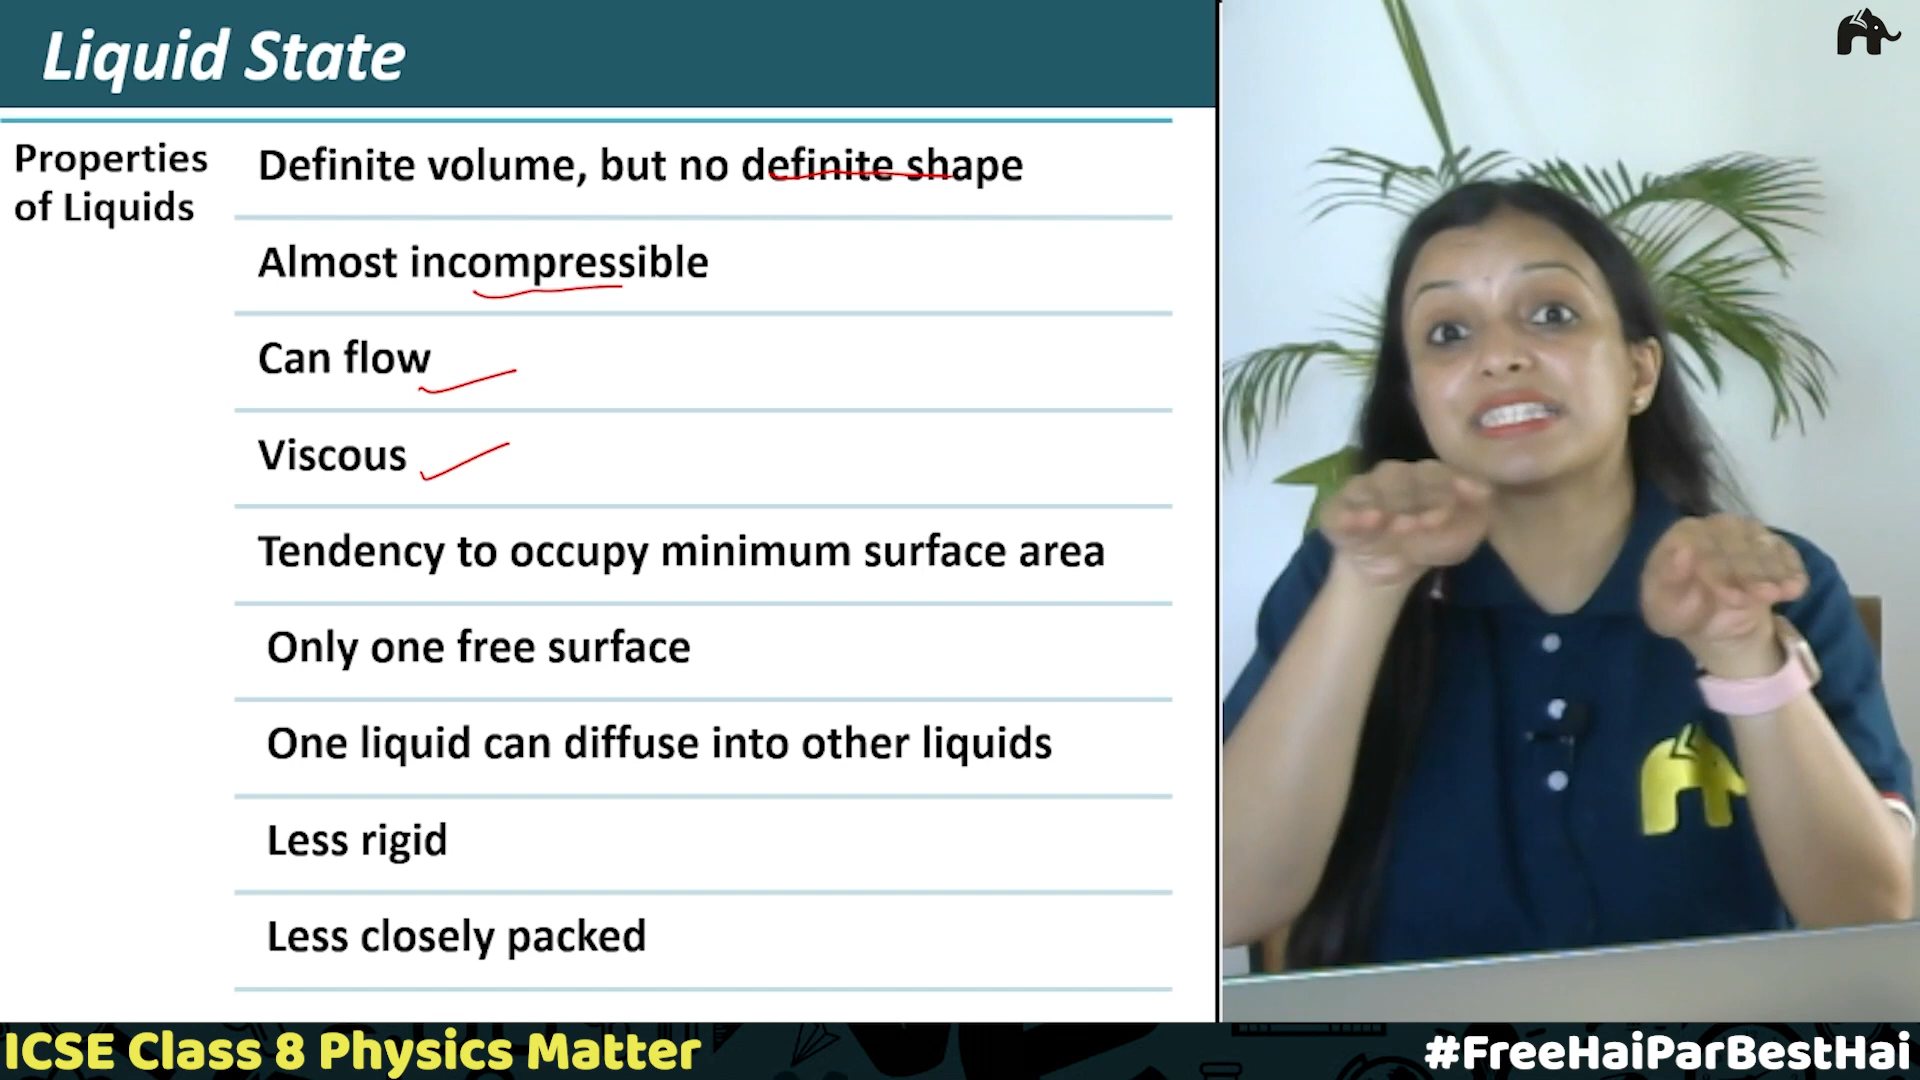 Liquid State
Properties
of Liquids
Definite volume, but no definite shape
Almost incompressible
Can flow
Viscous
Tendency to occupy minimum surface area
Only one free surface
One liquid can diffuse into other liquids
Less rigid
Less closely packed
ICSE Class 8 Physics Matter
#FreeHaiParBestHai